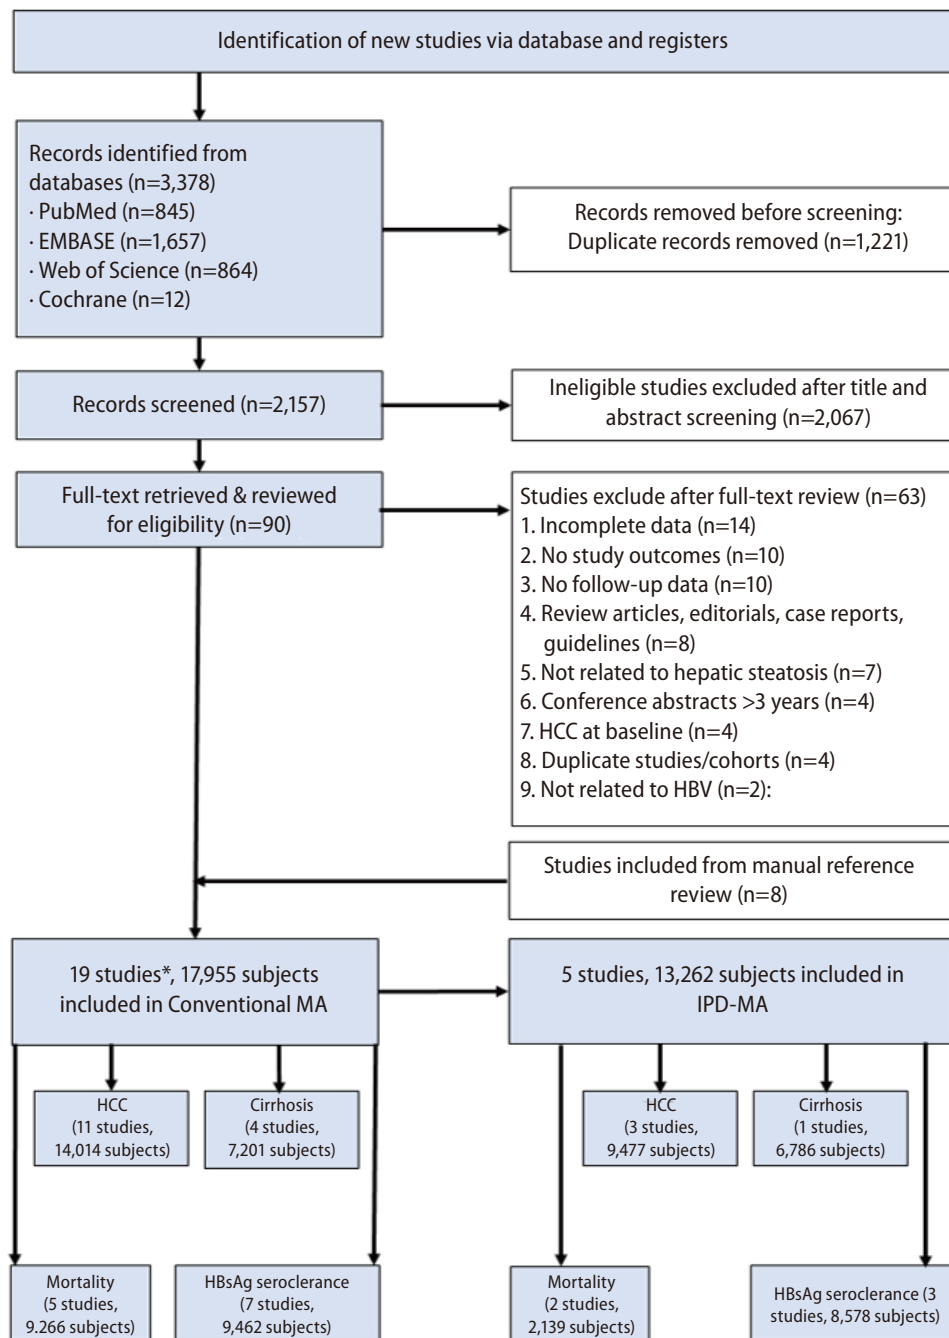 Identification of new studies via database and registers
Records identified from
databases (n=3,378)
· PubMed (n=845)
· EMBASE (n=1,657)
· Web of Science (n=864)
· Cochrane (n=12)
Records removed before screening:
Duplicate records removed (n=1,221)
Records screened (n=2,157)
Ineligible studies excluded after title and
abstract screening (n=2,067)
Full-text retrieved & reviewed
for eligibility (n=90)
Studies exclude after full-text review (n=63)
1. Incomplete data (n=14)
2. No study outcomes (n=10)
3. No follow-up data (n=10)
4. Review articles, editorials, case reports,
guidelines (n=8)
5. Not related to hepatic steatosis (n=7)
6. Conference abstracts >3 years (n=4)
7. HCC at baseline (n=4)
8. Duplicate studies/cohorts (n=4)
9. Not related to HBV (n=2):
Studies included from manual reference
review (n=8)
19 studies*, 17,955 subjects
included in Conventional MA
5 studies, 13,262 subjects included in
IPD-MA
HCC
(11 studies,
14,014 subjects)
Cirrhosis
(4 studies,
7,201 subjects)
HCC
(3 studies,
9,477 subjects)
Cirrhosis
(1 studies,
6,786 subjects)
Mortality
(5 studies,
9.266 subjects)
HBsAg seroclerance
(7 studies,
9,462 subjects)
Mortality
(2 studies,
2,139 subjects)
HBsAg seroclerance (3
studies, 8,578 subjects)